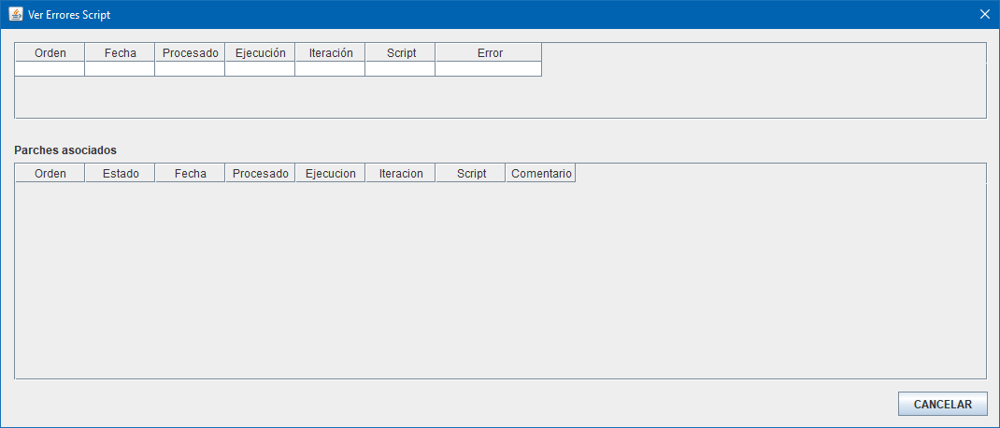 Ver Errores Script
Orden Fecha Procesado Ejecución Iteración Script Error
Parches asociados
Orden Estado Fecha Procesado Ejecucion Iteracion Script Comentario
CANCELAR